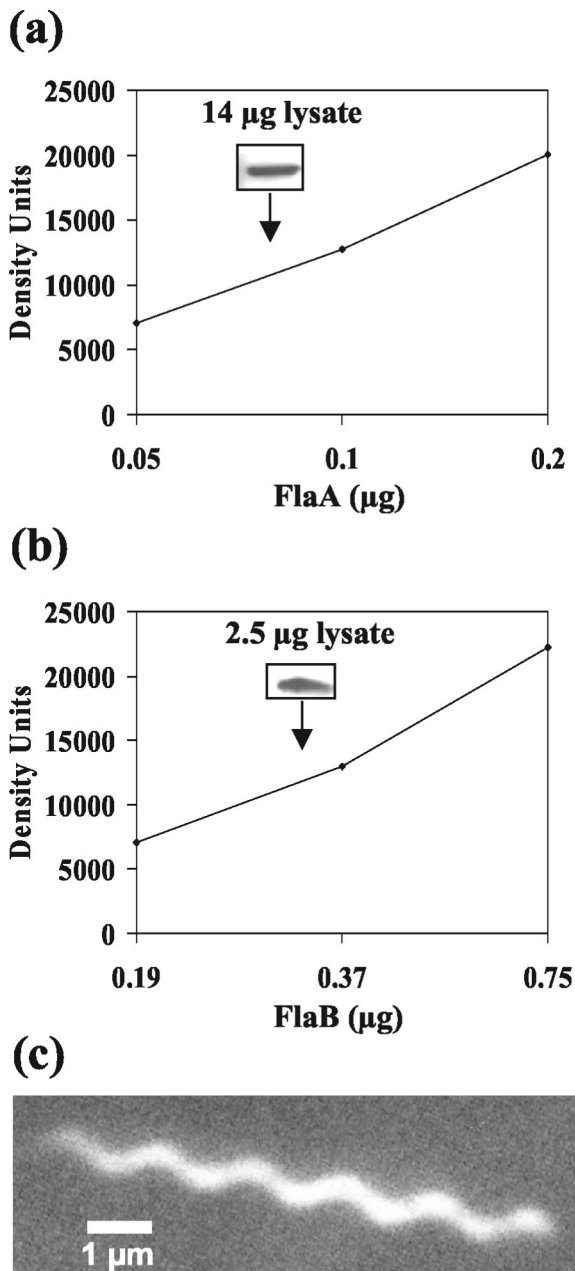 (a)
25000
20000
15000
10000
5000
0
Density Units
14 µg lysate
0.05
0.1
0.2
FlaA (µg)
(b)
25000
20000
15000
10000
5000
0
Density Units
2.5 µg lysate
0.19
0.37
0.75
FlaB (µg)
(c)
1 µm